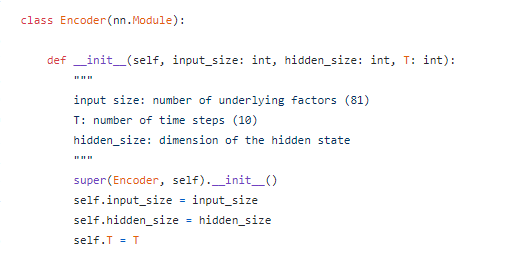 class Encoder(nn.Module):
def __init__(self, input_size: int, hidden_size: int, T: int):
"""
input size: number of underlying factors (81)
T: number of time steps (10)
hidden_size: dimension of the hidden state
"""
super(Encoder, self).__init__()
self.input_size = input_size
self.hidden_size = hidden_size
self.T = T